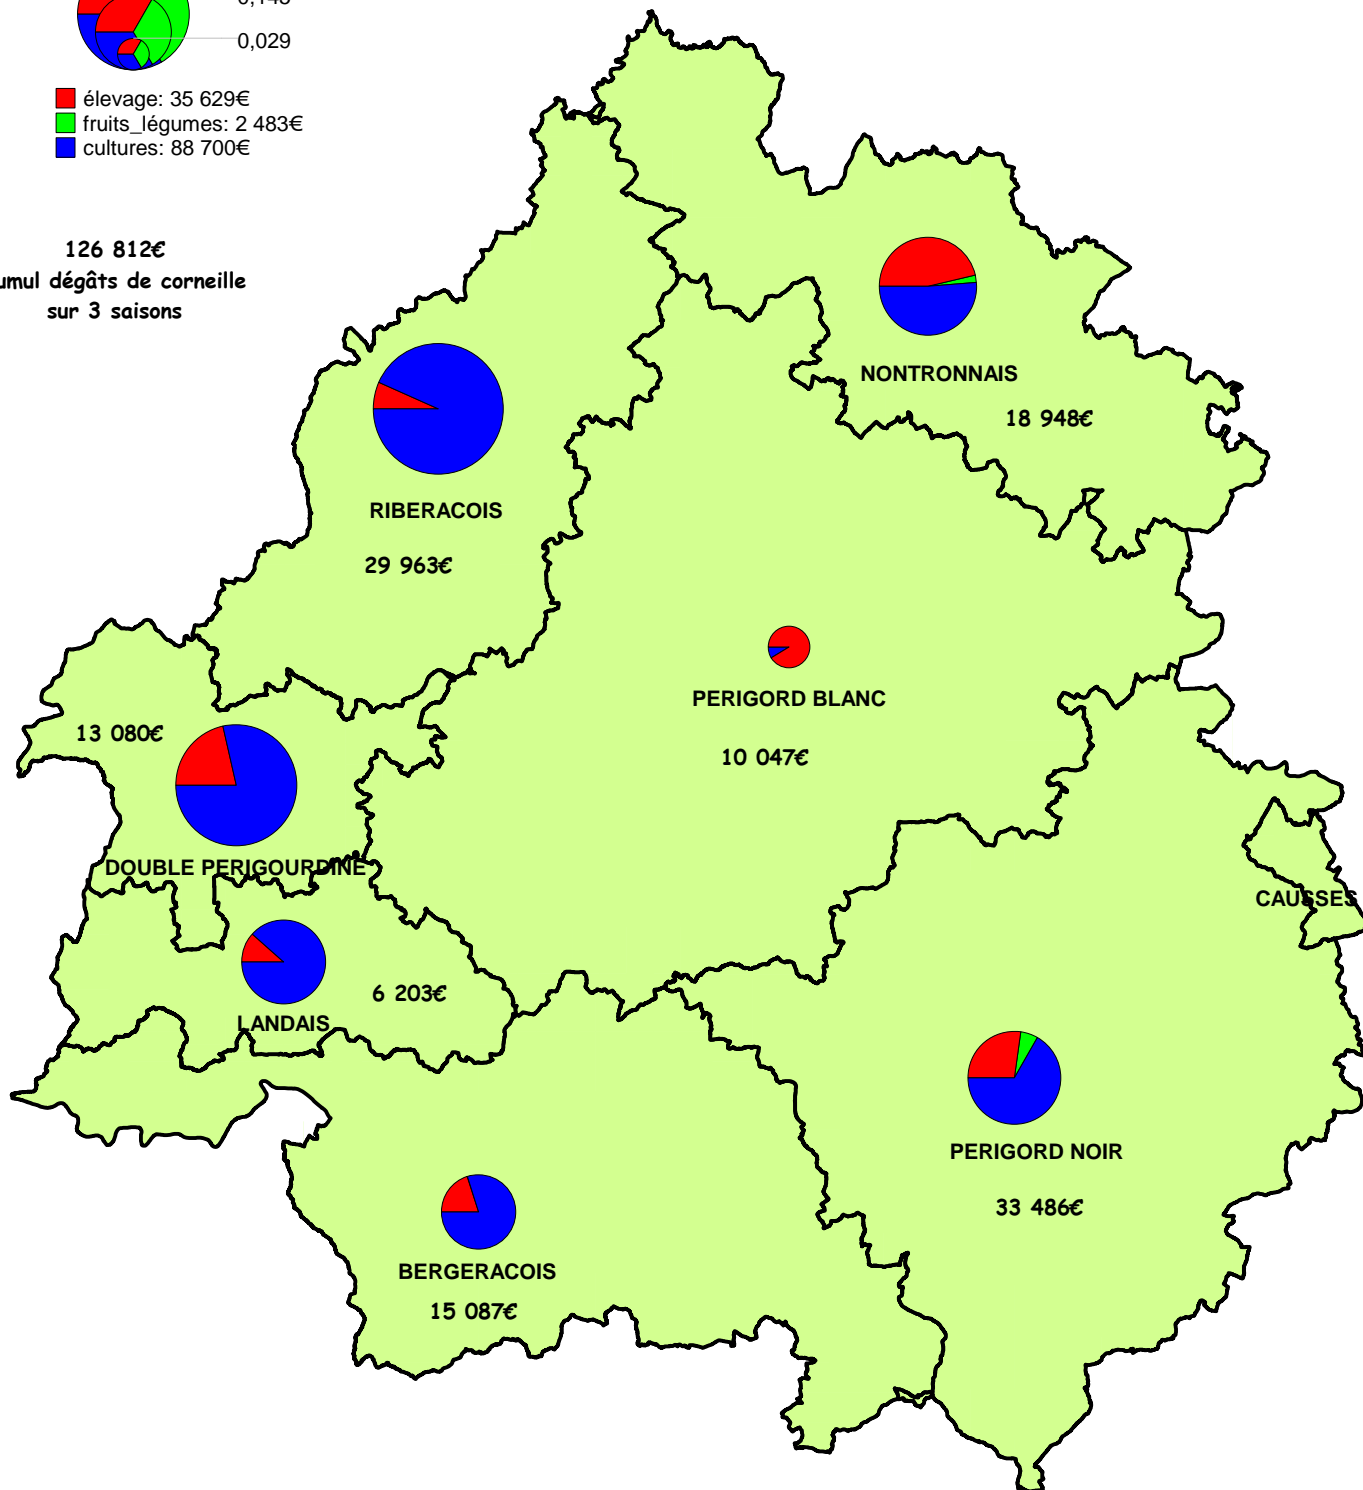 0,029
élevage: 35 629€
fruits_légumes: 2 483€
cultures: 88 700€
126 812€
umul dégâts de corneille
sur 3 saisons
NONTRONNAIS
18 948€
RIBERACOIS
29 963€
PERIGORD BLANC
10 047€
13 080€
DOUBLE PERIGOURDINE
CAUSSES
6 203€
LANDAIS
PERIGORD NOIR
33 486€
BERGERACOIS
15 087€